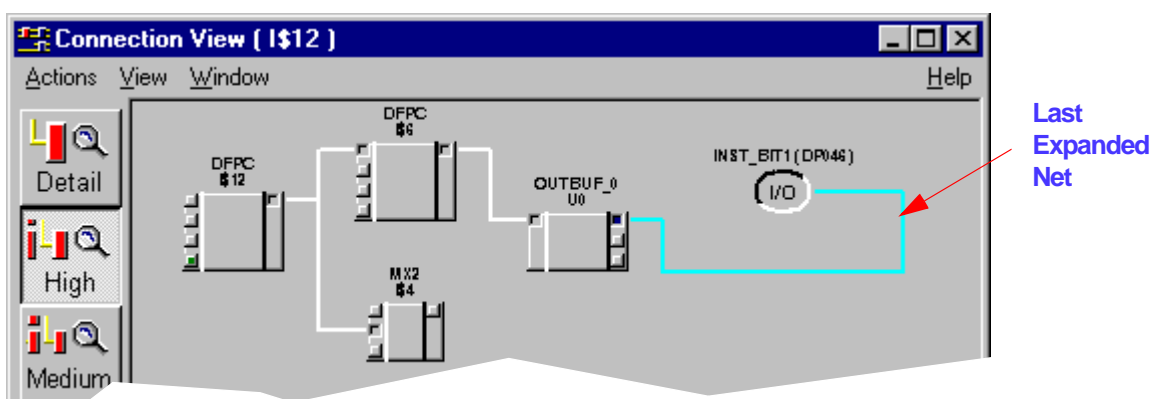 Connection View ( I$12 )
Actions View Window Help
Detail
High
Medium
DFPC
$12
DFPC
$6
MX2
$4
OUTBUF_0
U0
INST_BIT1(DP046)
I/O
Last
Expanded
Net